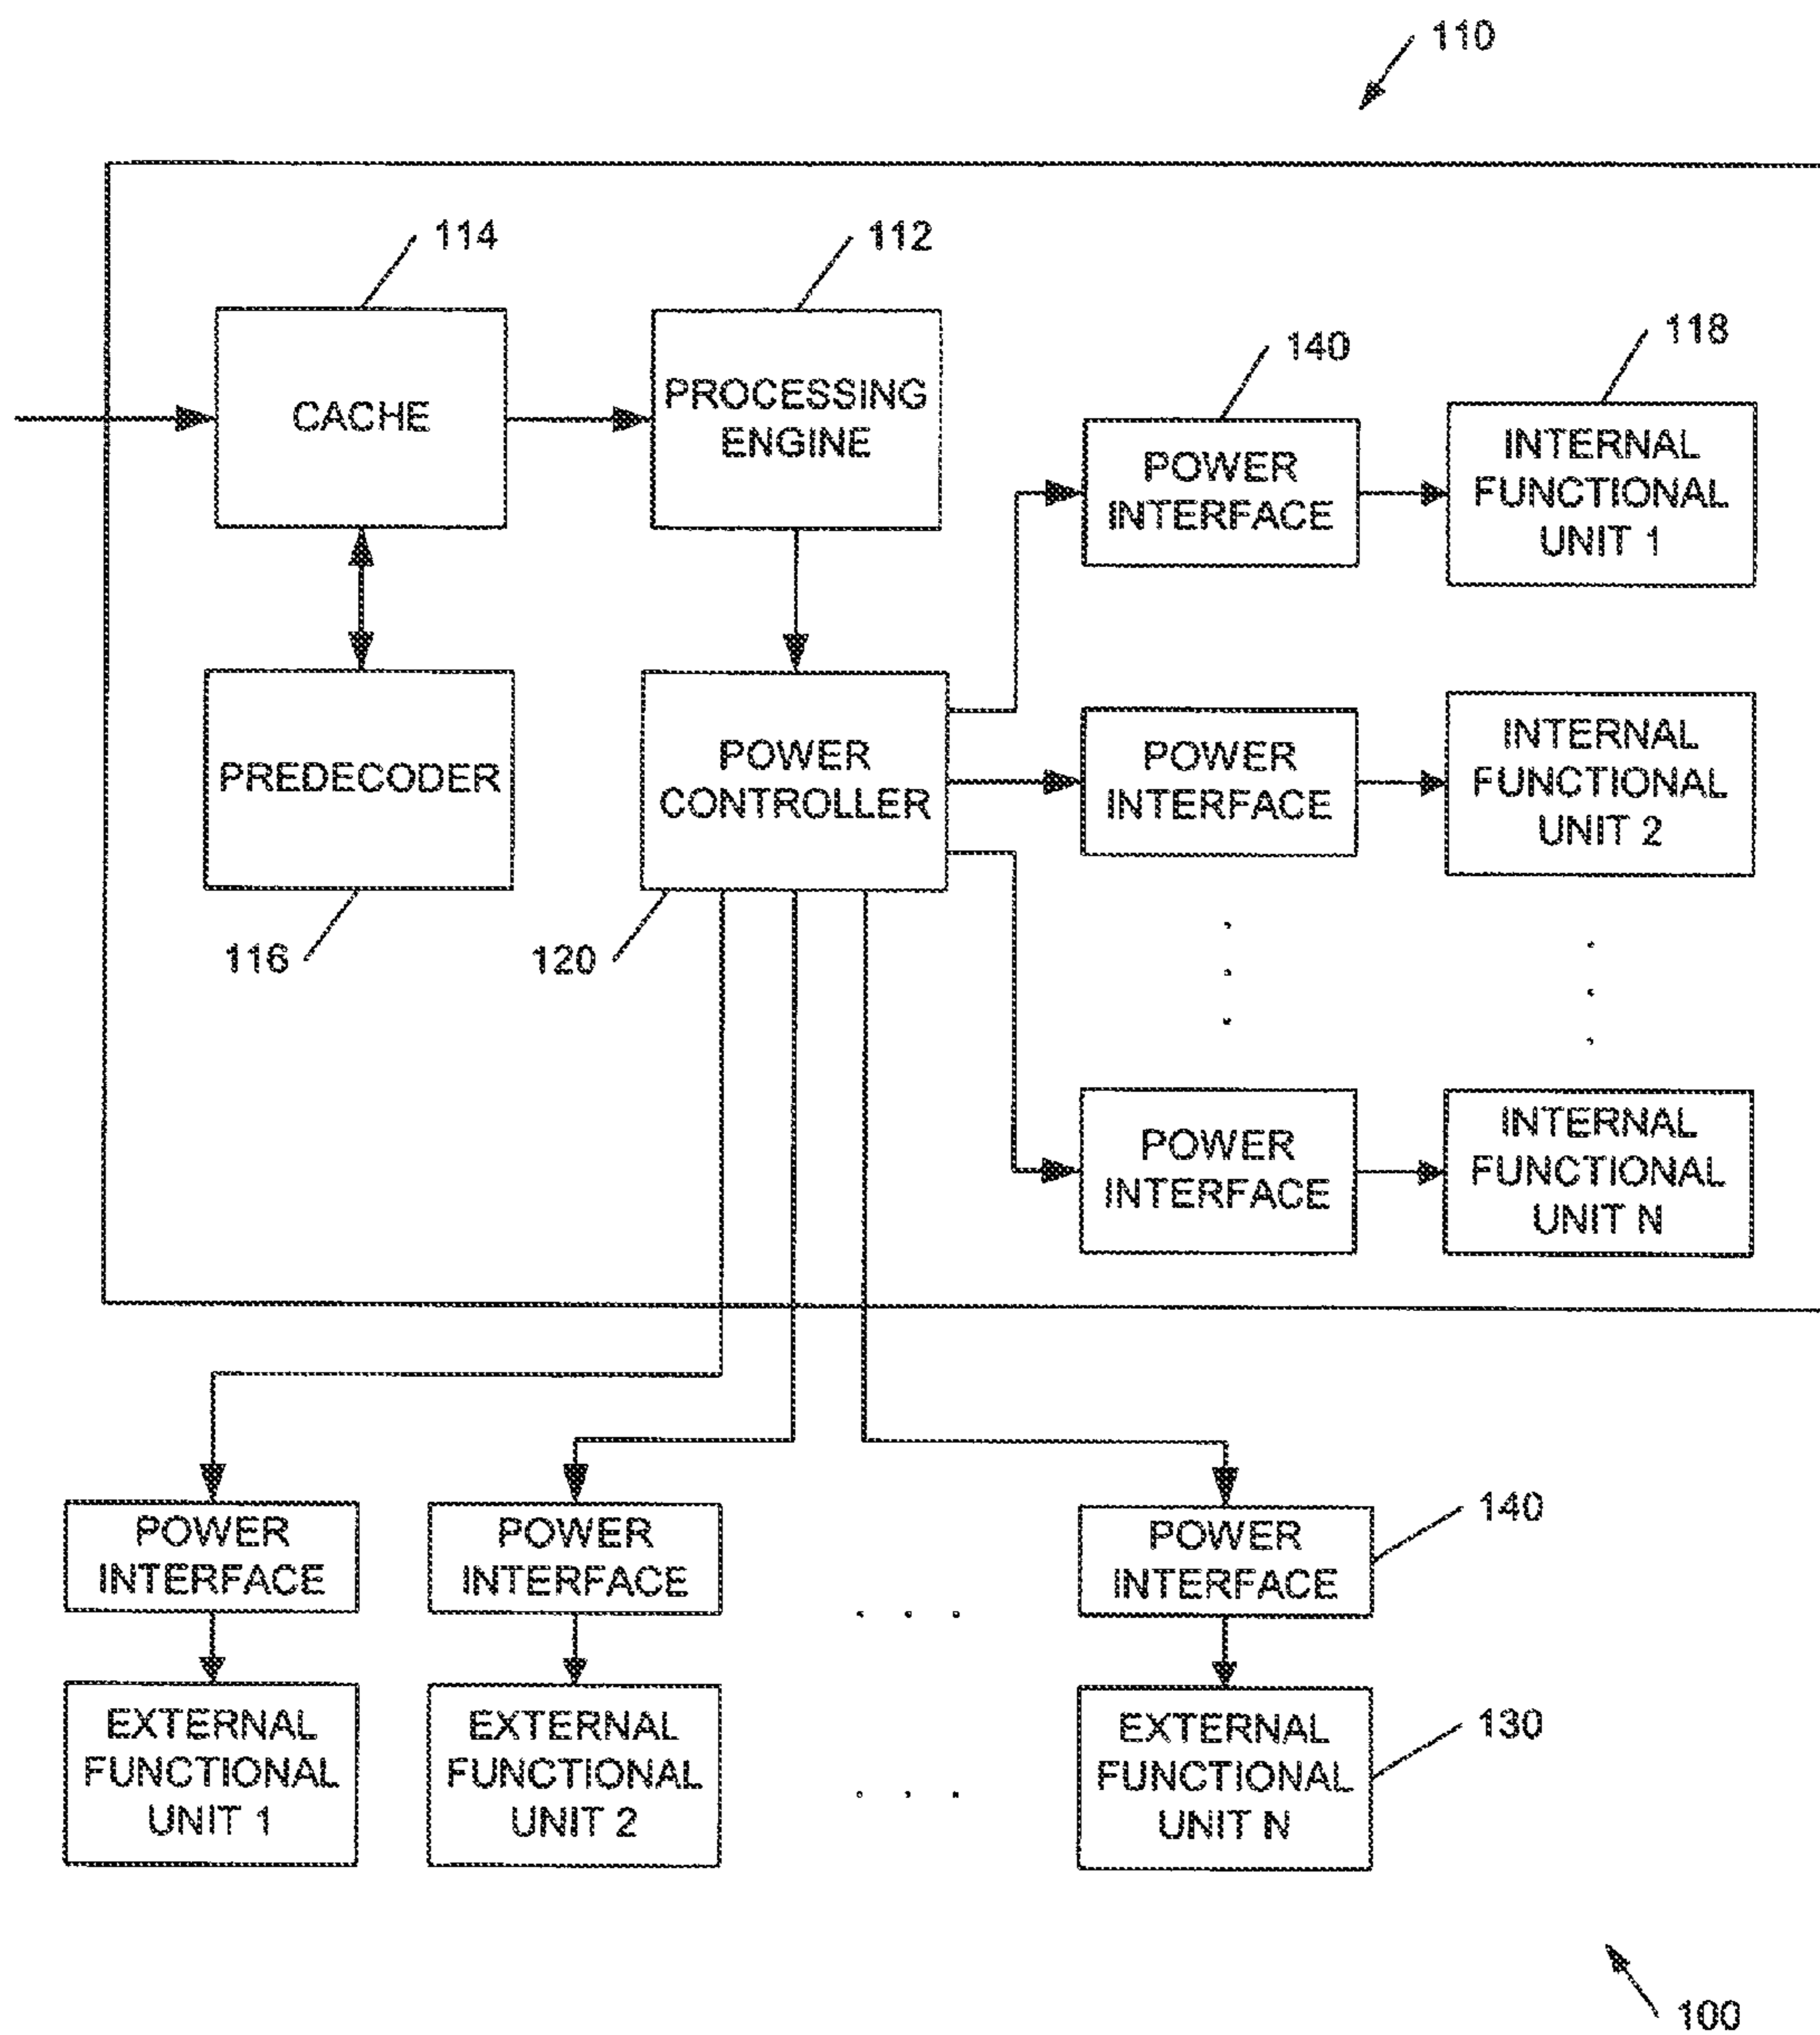 110
114
112
140
118
CACHE
PROCESSING
ENGINE
POWER
INTERFACE
INTERNAL
FUNCTIONAL
UNIT 1
PREDECODER
POWER
CONTROLLER
POWER
INTERFACE
INTERNAL
FUNCTIONAL
UNIT 2
116
120
POWER
INTERFACE
INTERNAL
FUNCTIONAL
UNIT N
POWER
INTERFACE
POWER
INTERFACE
POWER
INTERFACE
140
EXTERNAL
FUNCTIONAL
UNIT 1
EXTERNAL
FUNCTIONAL
UNIT 2
EXTERNAL
FUNCTIONAL
UNIT N
130
100